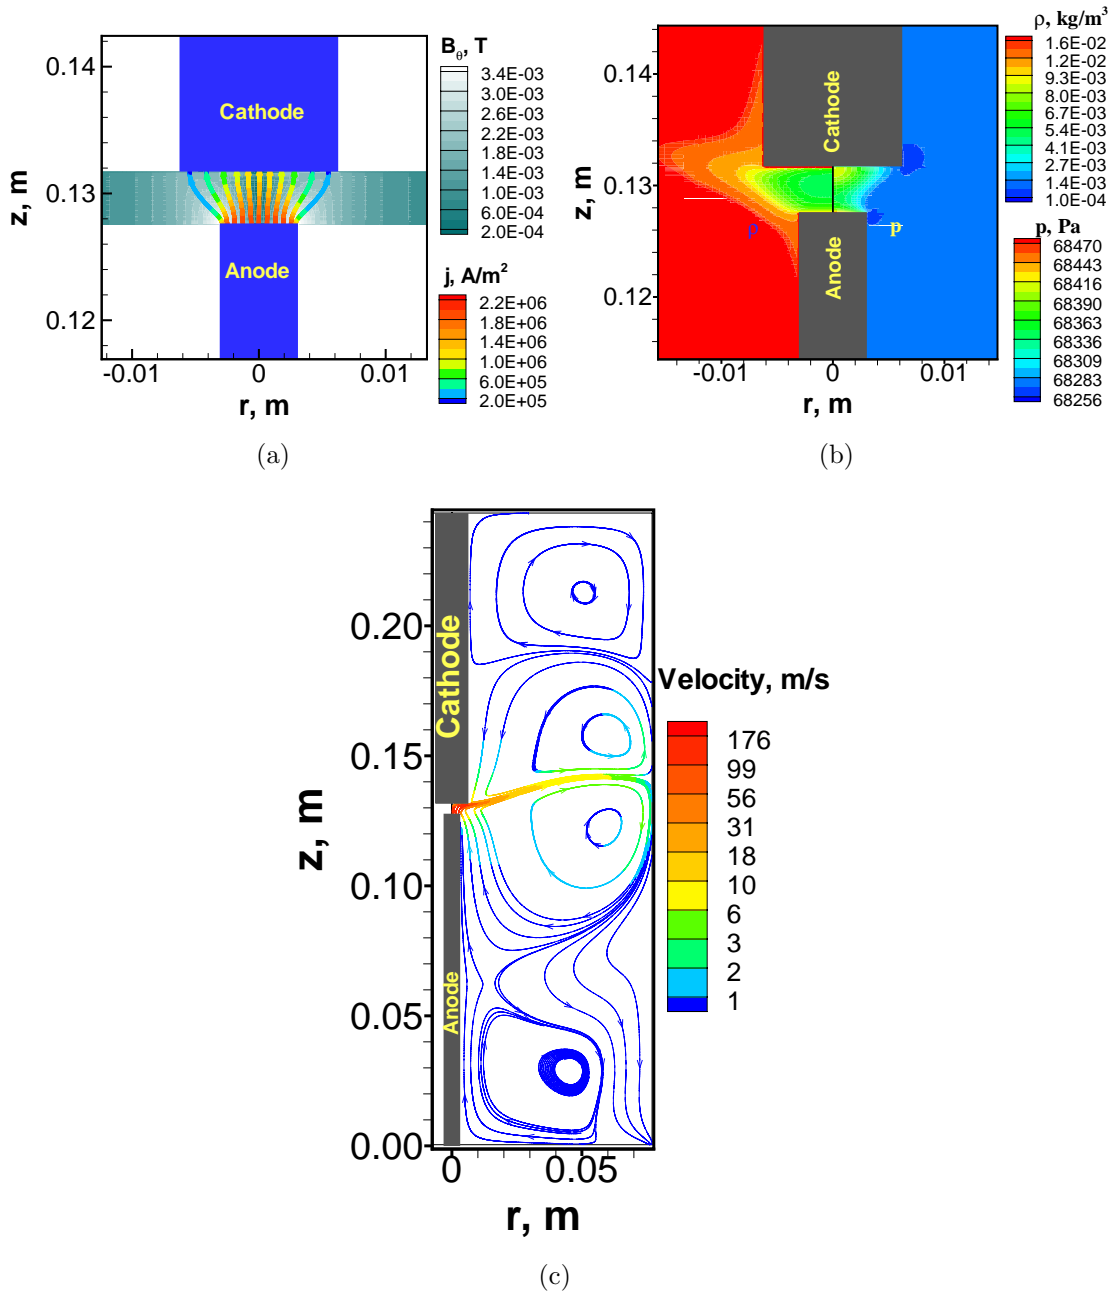 B_θ, T
3.4E-03
3.0E-03
2.6E-03
2.2E-03
1.8E-03
1.4E-03
1.0E-03
6.0E-04
2.0E-04
j, A/m²
2.2E+06
1.8E+06
1.4E+06
1.0E+06
6.0E+05
2.0E+05
Cathode
Anode
z, m
0.14
0.13
0.12
-0.01
0
0.01
r, m
(a)
ρ, kg/m³
1.6E-02
1.2E-02
9.3E-03
8.0E-03
6.7E-03
5.4E-03
4.1E-03
2.7E-03
1.4E-03
1.0E-04
p, Pa
68470
68443
68416
68390
68363
68336
68309
68283
68256
Cathode
Anode
ρ
p
z, m
0.14
0.13
0.12
-0.01
0
0.01
r, m
(b)
Cathode
Anode
z, m
0.20
0.15
0.10
0.05
0.00
0
0.05
r, m
Velocity, m/s
176
99
56
31
18
10
6
3
2
1
(c)